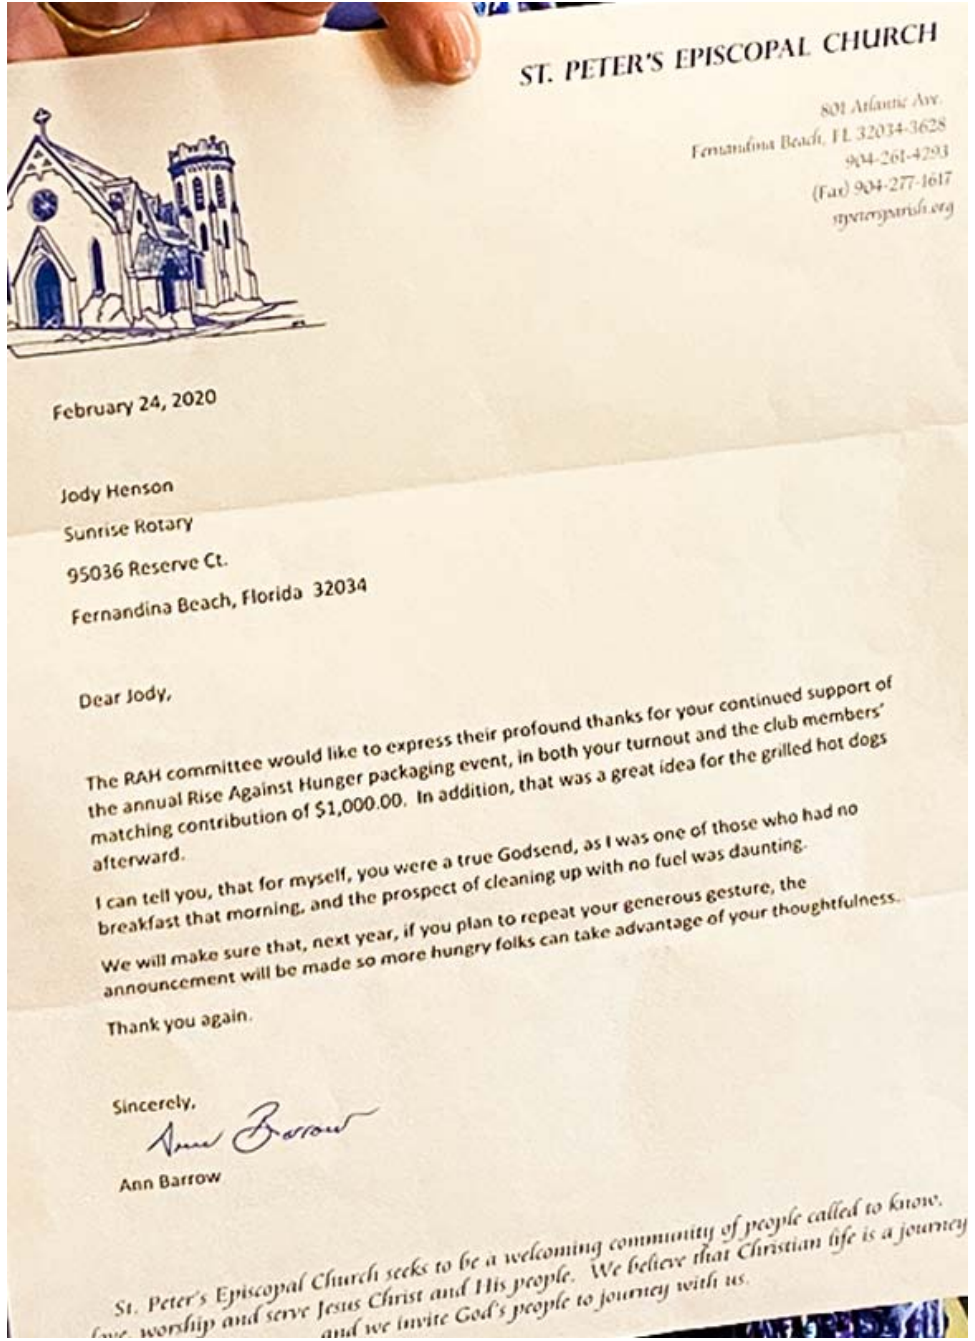 ST. PETER'S EPISCOPAL CHURCH
801 Atlantic Ave.
Fernandina Beach, FL 32034-3628
904-261-4293
(Fax) 904-277-1617
stpetersparish.org
February 24, 2020
Jody Henson
Sunrise Rotary
95036 Reserve Ct.
Fernandina Beach, Florida 32034
Dear Jody,
The RAH committee would like to express their profound thanks for your continued support of
the annual Rise Against Hunger packaging event, in both your turnout and the club members'
matching contribution of $1,000.00. In addition, that was a great idea for the grilled hot dogs
afterward.
I can tell you, that for myself, you were a true Godsend, as I was one of those who had no
breakfast that morning, and the prospect of cleaning up with no fuel was daunting.
We will make sure that, next year, if you plan to repeat your generous gesture, the
announcement will be made so more hungry folks can take advantage of your thoughtfulness.
Thank you again.
Sincerely,
Ann Barrow
Ann Barrow
St. Peter's Episcopal Church seeks to be a welcoming community of people called to know,
love, worship and serve Jesus Christ and His people. We believe that Christian life is a journey
and we invite God's people to journey with us.